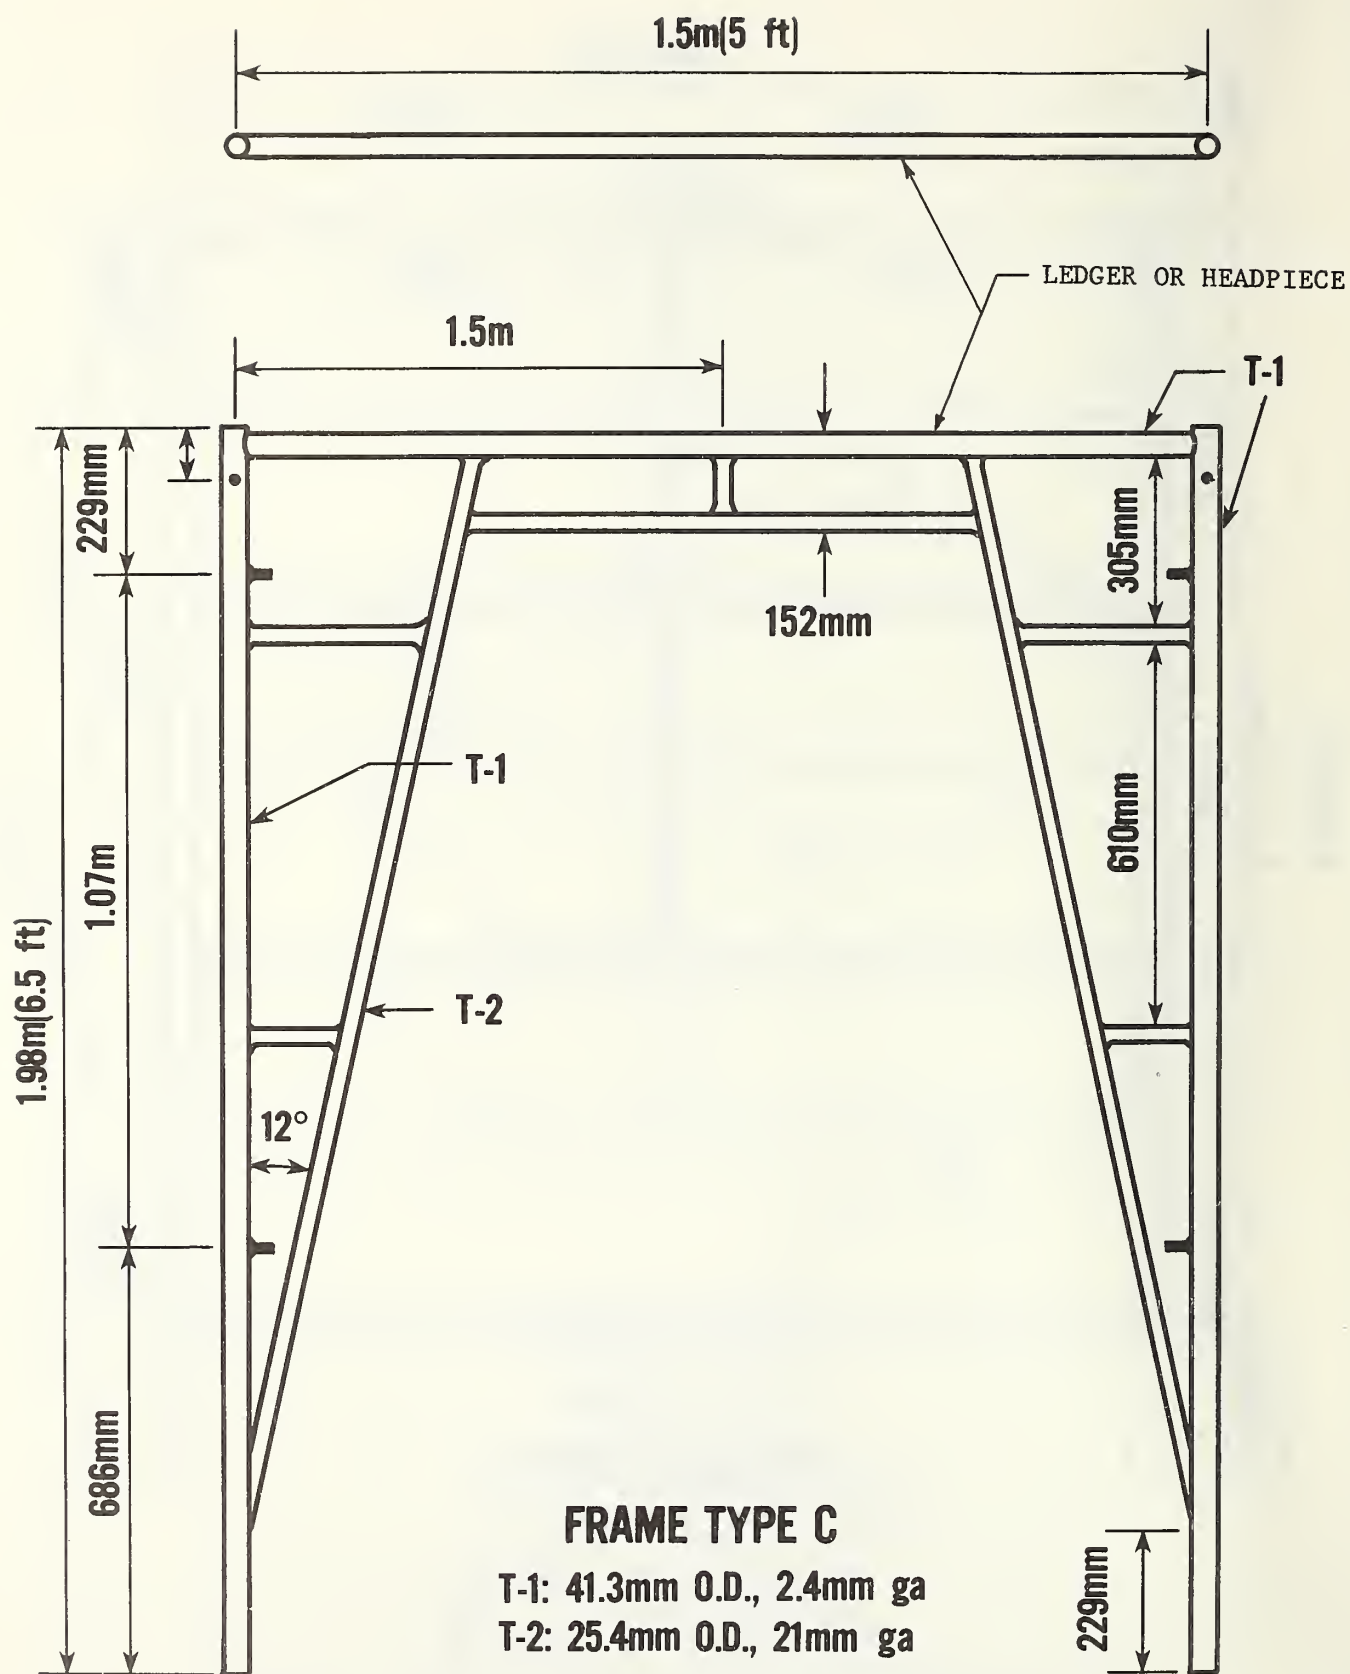 1.5m(5 ft)
LEDGER OR HEADPIECE
1.5m
T-1
229mm
305mm
152mm
T-1
610mm
1.07m
1.98m(6.5 ft)
T-2
12°
686mm
FRAME TYPE C
T-1: 41.3mm O.D., 2.4mm ga
T-2: 25.4mm O.D., 21mm ga
229mm